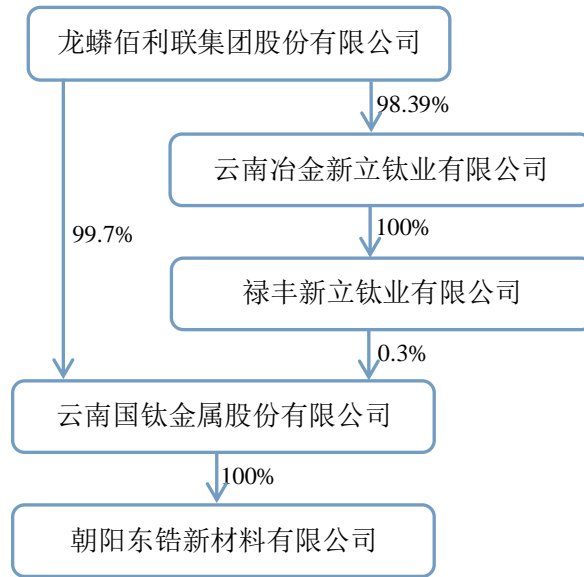 龙蟒佰利联集团股份有限公司
98.39%
云南冶金新立钛业有限公司
99.7%
100%
禄丰新立钛业有限公司
0.3%
云南国钛金属股份有限公司
100%
朝阳东锆新材料有限公司